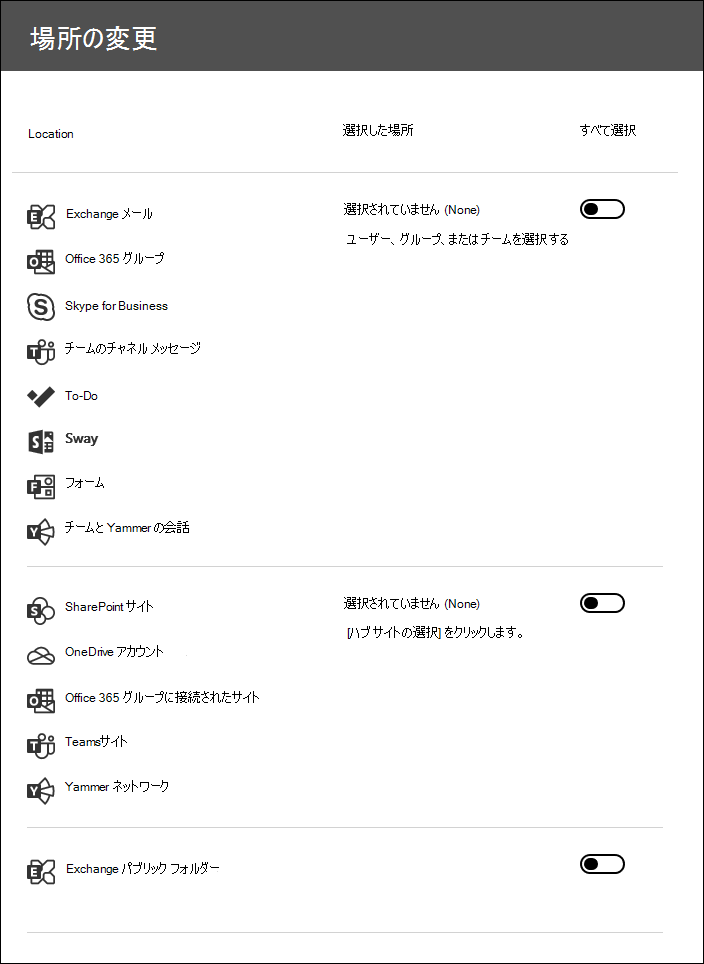 場所の変更
Location 選択した場所 すべて選択
Exchange メール 選択されていません (None)
ユーザー、グループ、またはチームを選択する
Office 365 グループ
Skype for Business
チームのチャネル メッセージ
To-Do
Sway
フォーム
チームと Yammer の会話
SharePoint サイト 選択されていません (None)
[ハブ サイトの選択] をクリックします。
OneDrive アカウント
Office 365 グループに接続されたサイト
Teamsサイト
Yammer ネットワーク
Exchange パブリック フォルダー